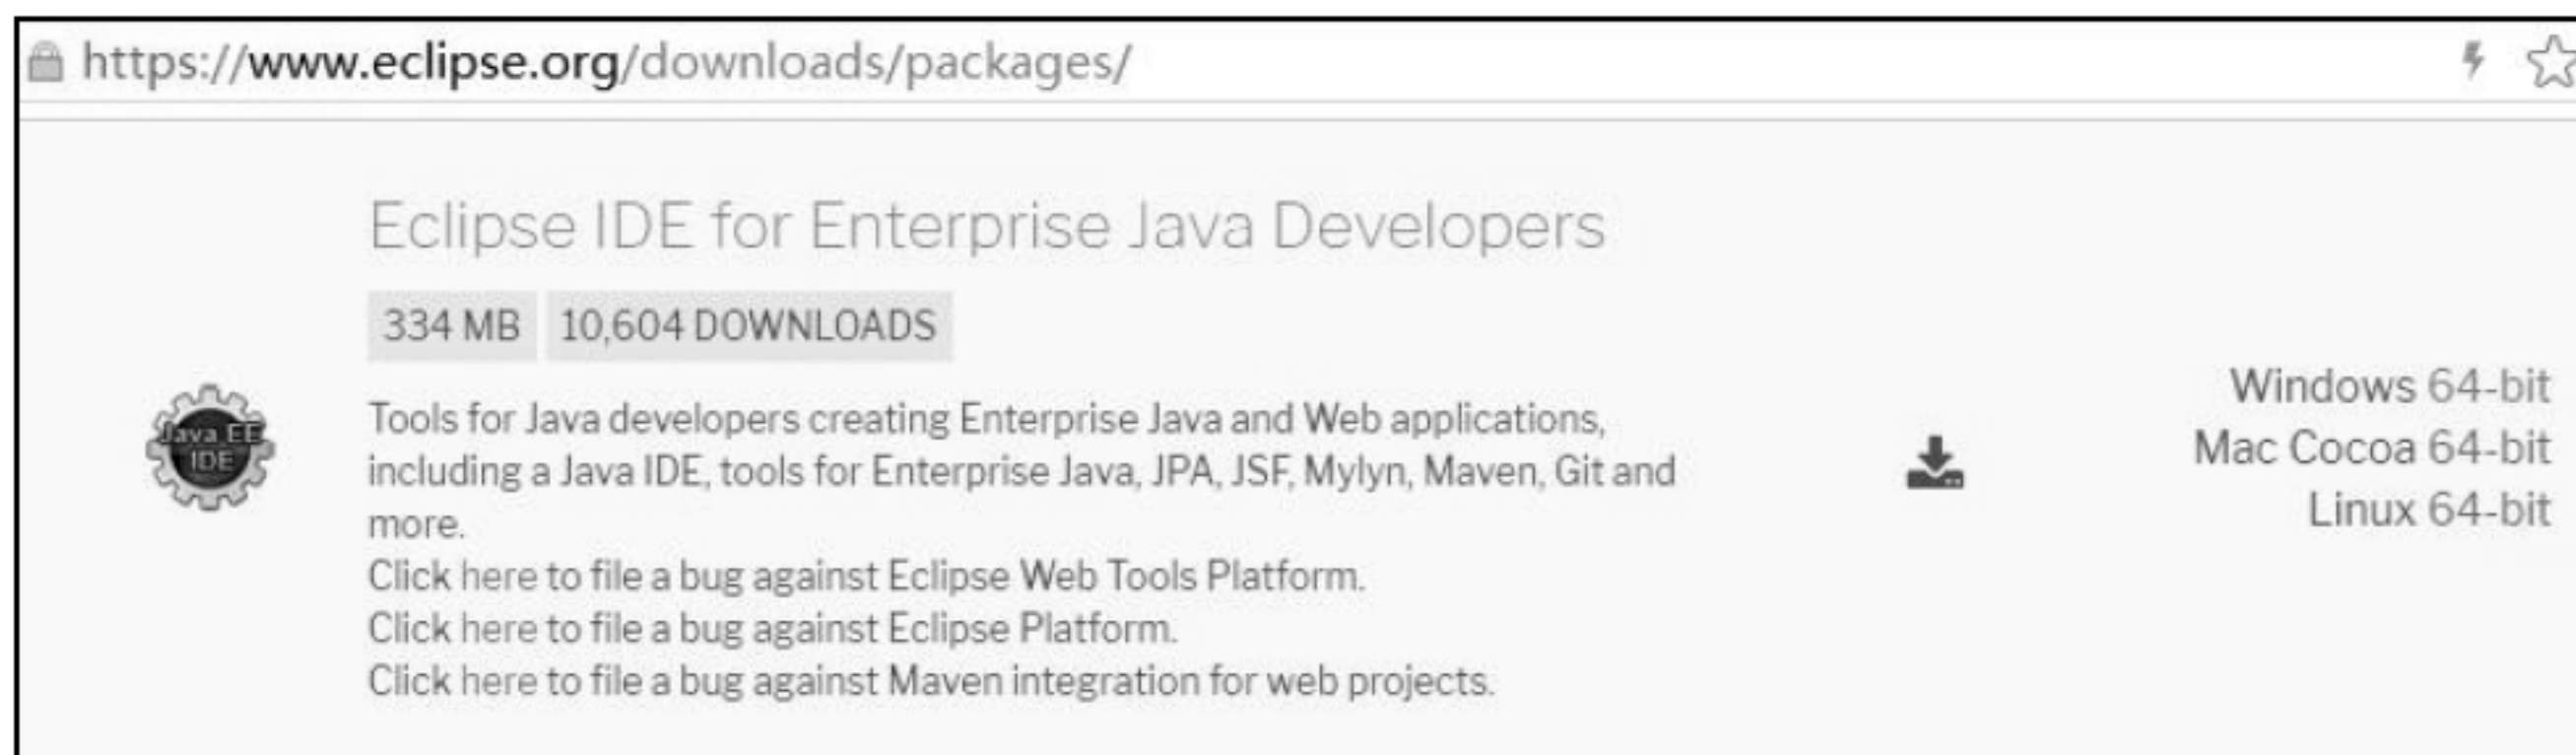 https://www.eclipse.org/downloads/packages/
Eclipse IDE for Enterprise Java Developers
334 MB 10,604 DOWNLOADS
Java EE
IDE
Tools for Java developers creating Enterprise Java and Web applications,
including a Java IDE, tools for Enterprise Java, JPA, JSF, Mylyn, Maven, Git and
more.
Click here to file a bug against Eclipse Web Tools Platform.
Click here to file a bug against Eclipse Platform.
Click here to file a bug against Maven integration for web projects.
Windows 64-bit
Mac Cocoa 64-bit
Linux 64-bit